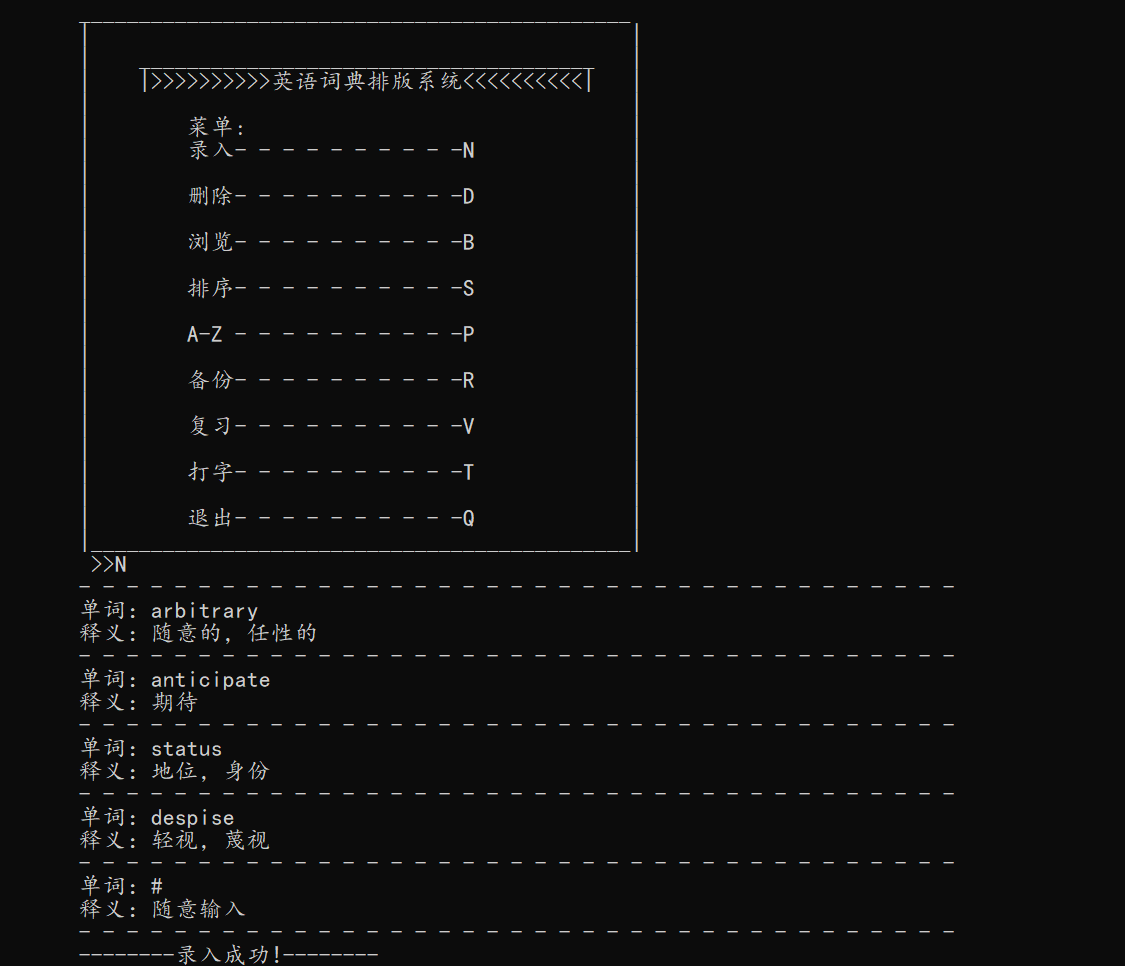 >>>>>>>>>>英语词典排版系统<<<<<<<<<<
菜单:
录入- - - - - - - - - -N
删除- - - - - - - - - -D
浏览- - - - - - - - - -B
排序- - - - - - - - - -S
A-Z - - - - - - - - - -P
备份- - - - - - - - - -R
复习- - - - - - - - - -V
打字- - - - - - - - - -T
退出- - - - - - - - - -Q
>>N
- - - - - - - - - - - - - - - - - - - - - - - - - - - - - - - - - - - - -
单词: arbitrary
释义: 随意的, 任性的
- - - - - - - - - - - - - - - - - - - - - - - - - - - - - - - - - - - - -
单词: anticipate
释义: 期待
- - - - - - - - - - - - - - - - - - - - - - - - - - - - - - - - - - - - -
单词: status
释义: 地位, 身份
- - - - - - - - - - - - - - - - - - - - - - - - - - - - - - - - - - - - -
单词: despise
释义: 轻视, 蔑视
- - - - - - - - - - - - - - - - - - - - - - - - - - - - - - - - - - - - -
单词: #
释义: 随意输入
- - - - - - - - - - - - - - - - - - - - - - - - - - - - - - - - - - - - -
--------录入成功!--------